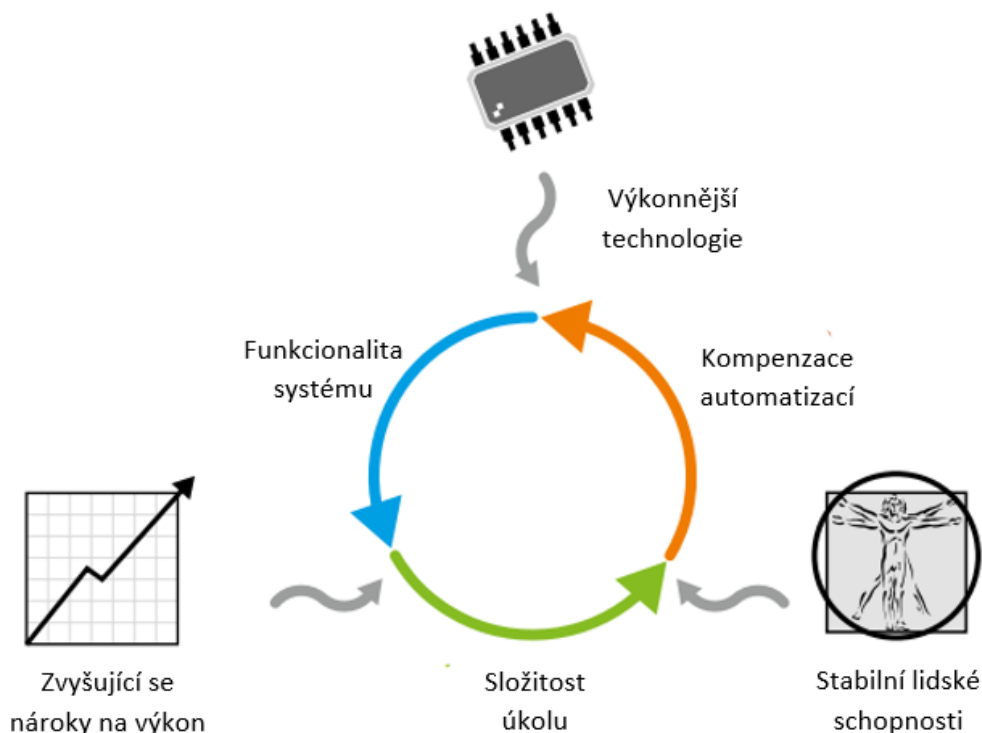 Výkonnější
technologie
Funkcionalita
systému
Kompenzace
automatizací
Zvyšující se
nároky na výkon
Složitost
úkolu
Stabilní lidské
schopnosti